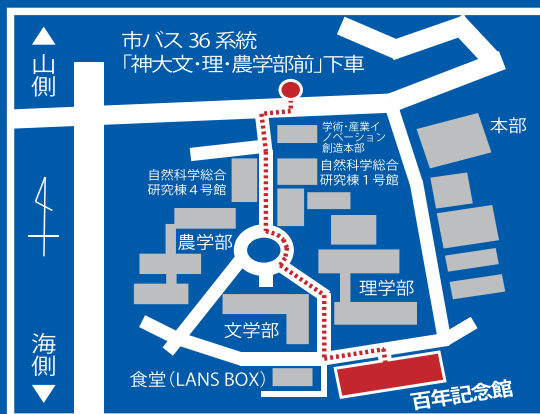 市バス 36 系統
「神大文・理・農学部前」下車
山側
学術・産業イ
ノベーション
創造本部
本部
自然科学総合
研究棟4号館
自然科学総合
研究棟1号館
農学部
理学部
文学部
海側
食堂（LANS BOX）
百年記念館